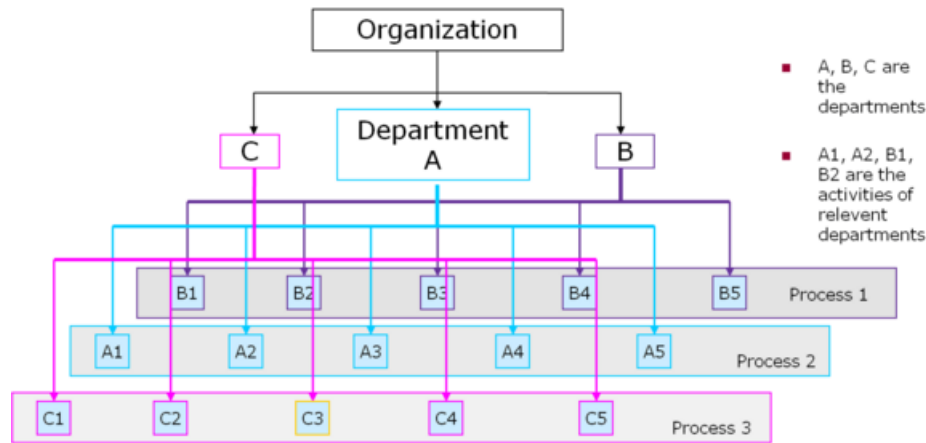 Organization
A, B, C are
the
departments
Department
A
C
B
A1, A2, B1,
B2 are the
activities of
relevent
departments
B1 B2 B3 B4 B5 Process 1
A1 A2 A3 A4 A5 Process 2
C1 C2 C3 C4 C5 Process 3